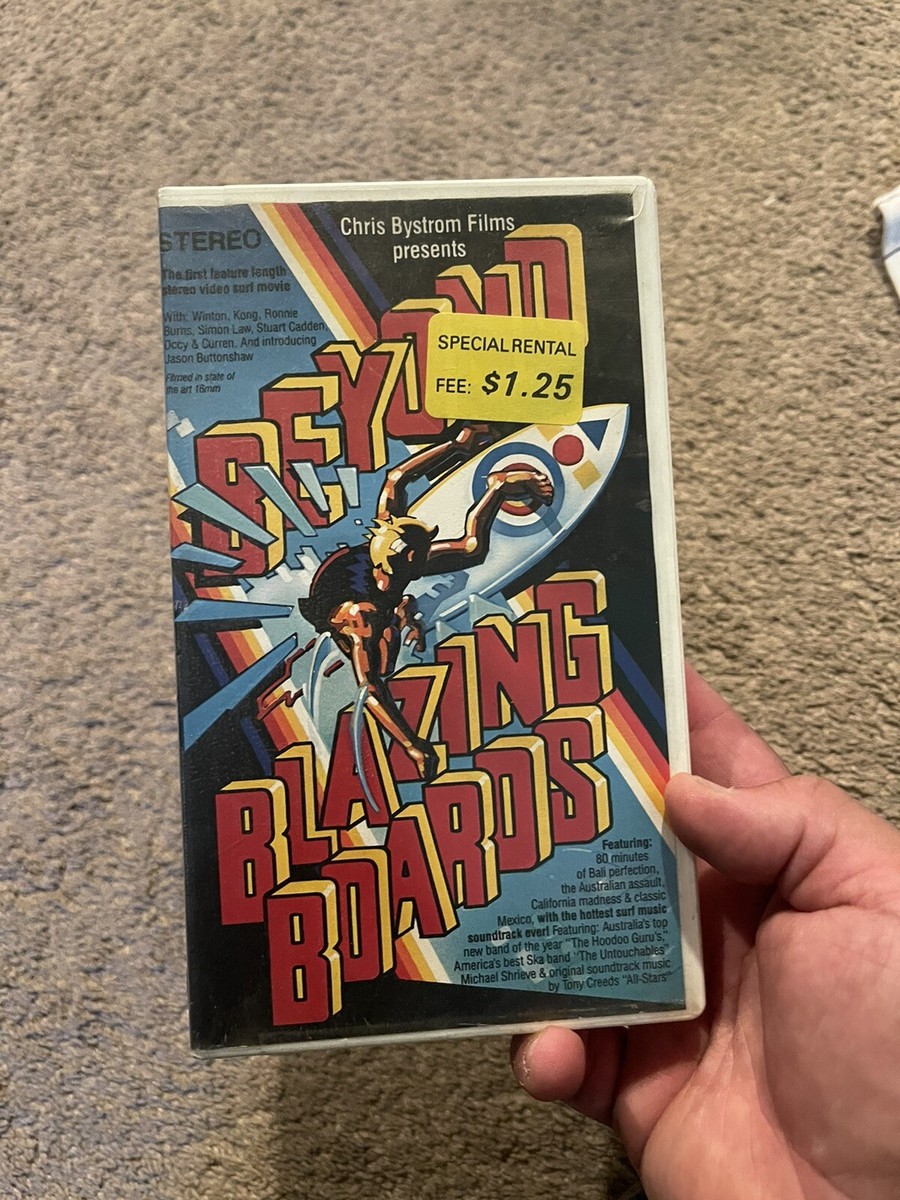 Chris Bystrom Films
presents
STEREO
The first feature length
stereo video surf movie
With: Winton, Kong, Ronnie
Burns, Simon Law, Stuart Cadden,
Occy & Curren. And introducing
Jason Buttonshaw
Filmed in state of
the art 16mm
BEYOND
SPECIAL RENTAL
FEE: $1.25
BLAZING
BOARDS
Featuring:
80 minutes
of Bali perfection,
the Australian assault,
California madness & classic
Mexico, with the hottest surf music
soundtrack ever! Featuring: Australia's top
new band of the year "The Hoodoo Guru's,"
America's best Ska band "The Untouchables"
Michael Shrieve & original soundtrack music
by Tony Creeds "All-Stars"